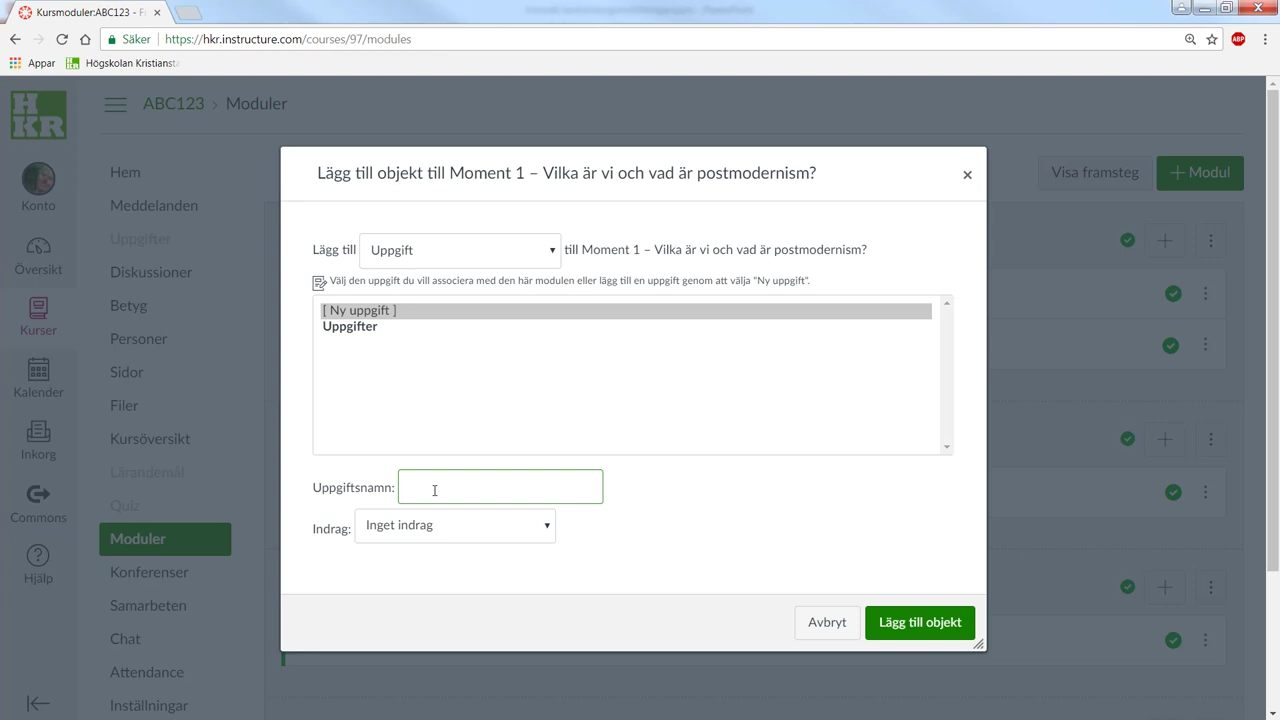 Kursmoduler:ABC123 - F
Säker
https://hkr.instructure.com/courses/97/modules
ABP
Appar
Högskolan Kristiansta
HKR
ABC123 › Moduler
Konto
Översikt
Kurser
Kalender
Inkorg
Commons
Hjälp
Hem
Meddelanden
Uppgifter
Diskussioner
Betyg
Personer
Sidor
Filer
Kursöversikt
Lärandemål
Quiz
Moduler
Konferenser
Samarbeten
Chat
Attendance
Inställningar
Visa framsteg
+ Modul
Lägg till objekt till Moment 1 – Vilka är vi och vad är postmodernism?
Lägg till Uppgift till Moment 1 – Vilka är vi och vad är postmodernism?
Välj den uppgift du vill associera med den här modulen eller lägg till en uppgift genom att välja "Ny uppgift".
[ Ny uppgift ]
Uppgifter
Uppgiftsnamn:
Indrag: Inget indrag
Avbryt
Lägg till objekt